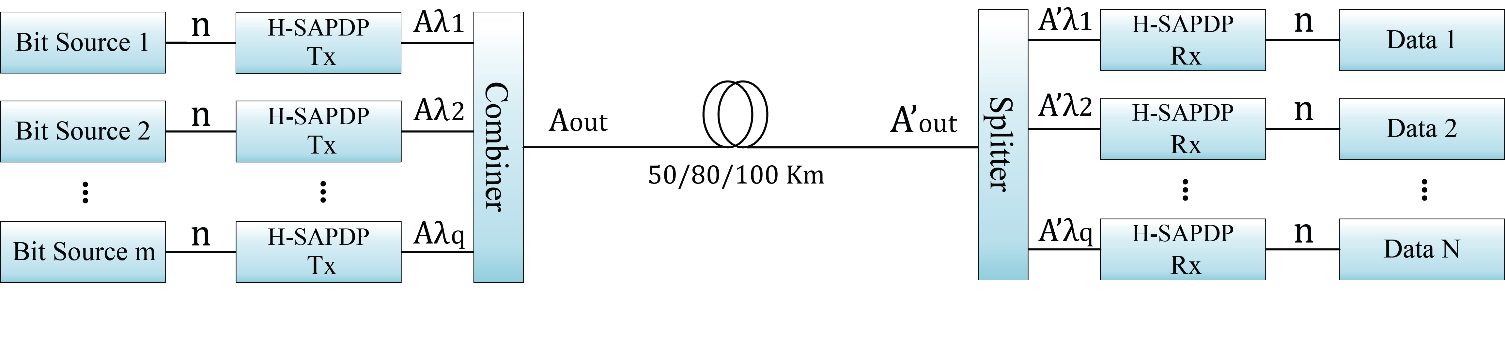 Bit Source 1
n
H-SAPDP
Tx
Aλ1
Bit Source 2
n
H-SAPDP
Tx
Aλ2
⋮
⋮
Bit Source m
n
H-SAPDP
Tx
Aλq
Combiner
Aout
50/80/100 Km
A'out
Splitter
A'λ1
H-SAPDP
Rx
n
Data 1
A'λ2
H-SAPDP
Rx
n
Data 2
⋮
⋮
A'λq
H-SAPDP
Rx
n
Data N